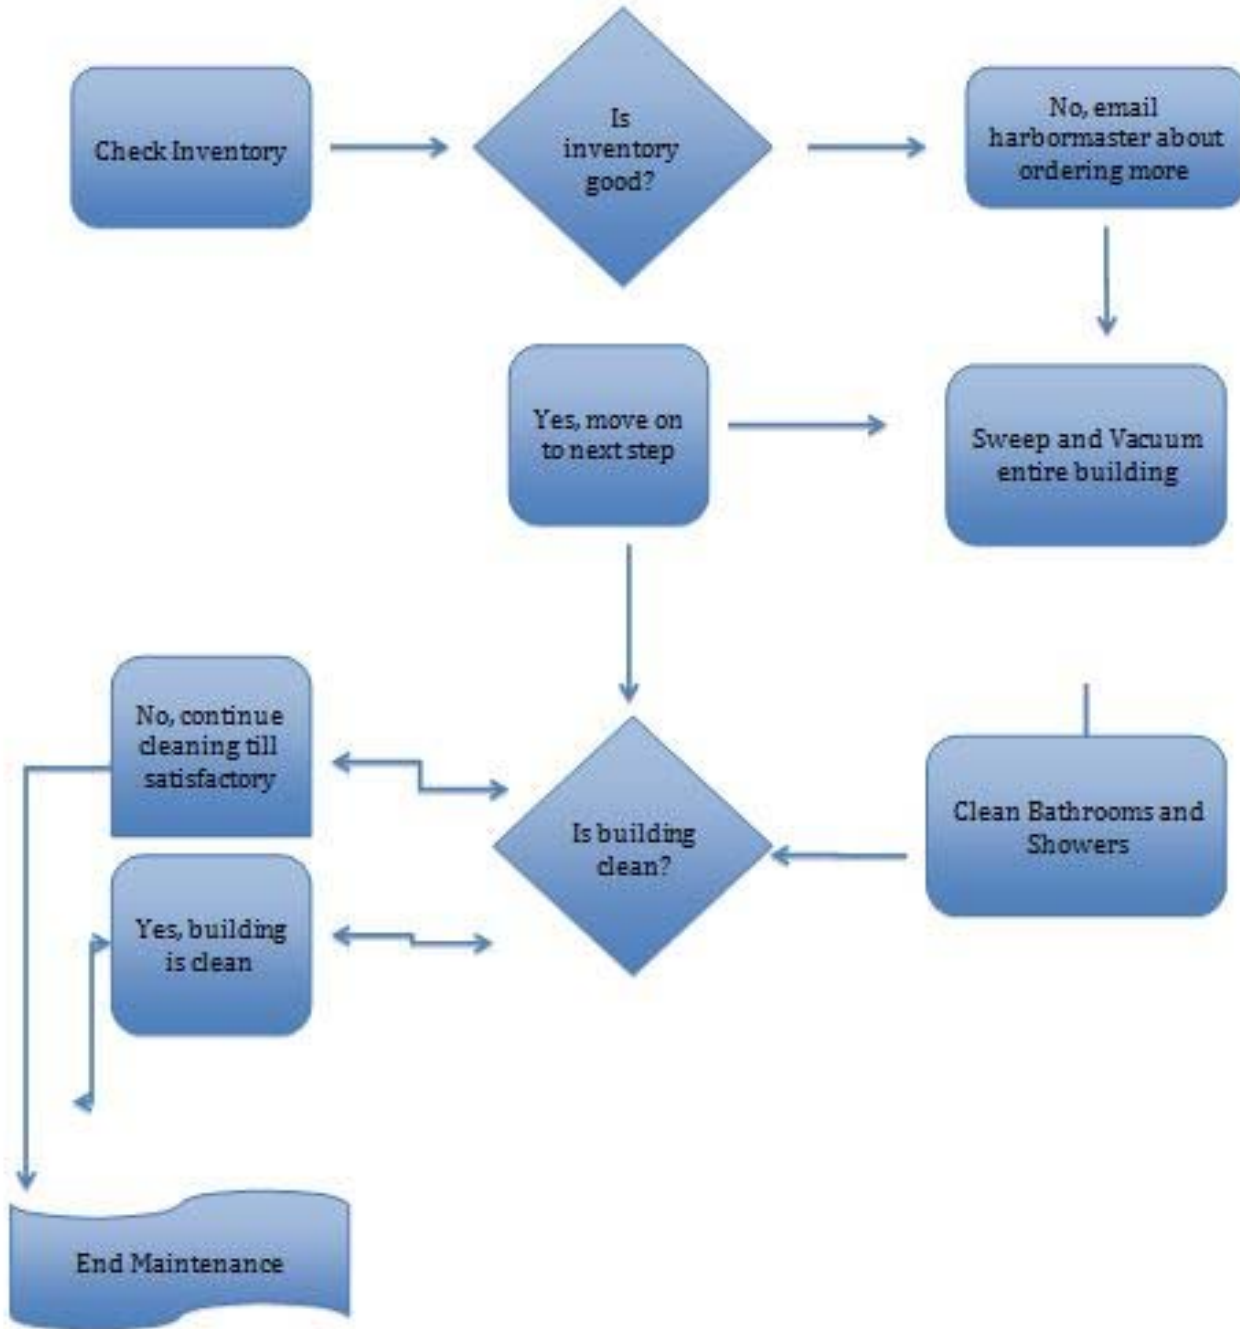 Check Inventory
Is
inventory
good?
No, email
harbormaster about
ordering more
Yes, move on
to next step
Sweep and Vacuum
entire building
No, continue
cleaning till
satisfactory
Is building
clean?
Clean Bathrooms and
Showers
Yes, building
is clean
End Maintenance